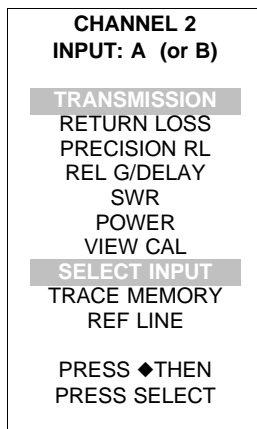 CHANNEL 2
INPUT: A (or B)
TRANSMISSION
RETURN LOSS
PRECISION RL
REL G/DELAY
SWR
POWER
VIEW CAL
SELECT INPUT
TRACE MEMORY
REF LINE
PRESS ◆THEN
PRESS SELECT